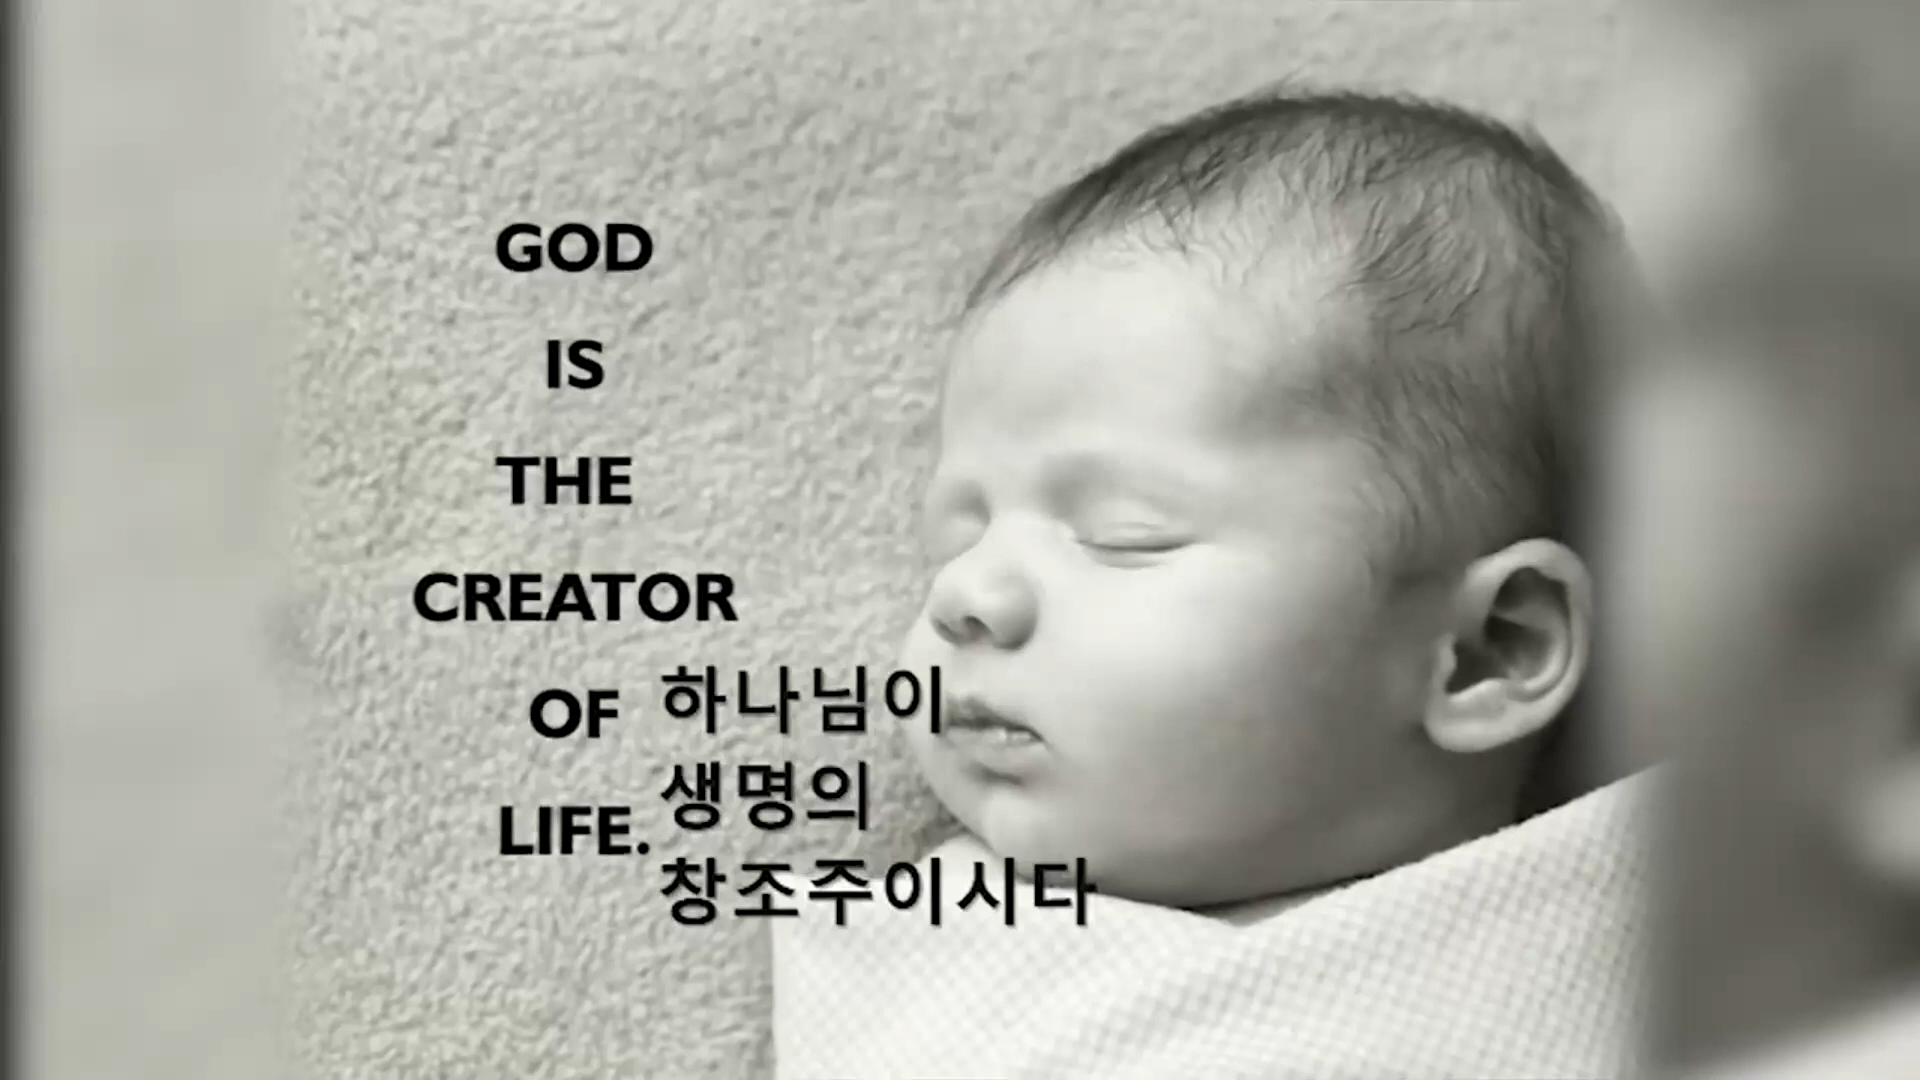 GOD
IS
THE
CREATOR
OF
LIFE.
하나님이
생명의
창조주이시다